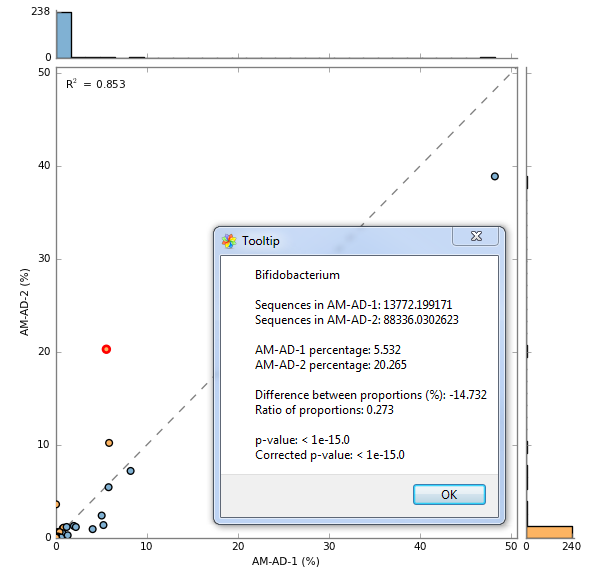 238
0
50
R² = 0.853
40
30
20
10
0
AM-AD-2 (%)
Tooltip
Bifidobacterium
Sequences in AM-AD-1: 13772.199171
Sequences in AM-AD-2: 88336.0302623
AM-AD-1 percentage: 5.532
AM-AD-2 percentage: 20.265
Difference between proportions (%): -14.732
Ratio of proportions: 0.273
p-value: < 1e-15.0
Corrected p-value: < 1e-15.0
OK
0 10 20 30 40 50
AM-AD-1 (%)
0 240